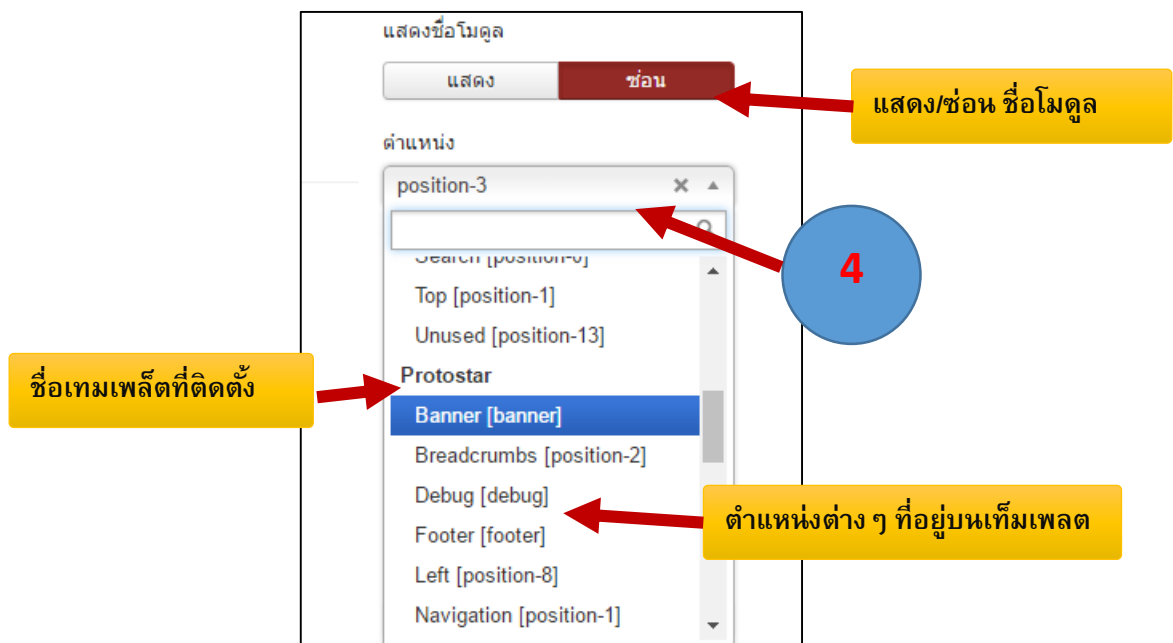 แสดงชื่อโมดูล
แสดง ซ่อน
แสดง/ซ่อน ชื่อโมดูล
ตำแหน่ง
position-3
4
Search [position-0]
Top [position-1]
Unused [position-13]
ชื่อเทมเพล็ตที่ติดตั้ง
Protostar
Banner [banner]
Breadcrumbs [position-2]
Debug [debug]
ตำแหน่งต่าง ๆ ที่อยู่บนเท็มเพลต
Footer [footer]
Left [position-8]
Navigation [position-1]